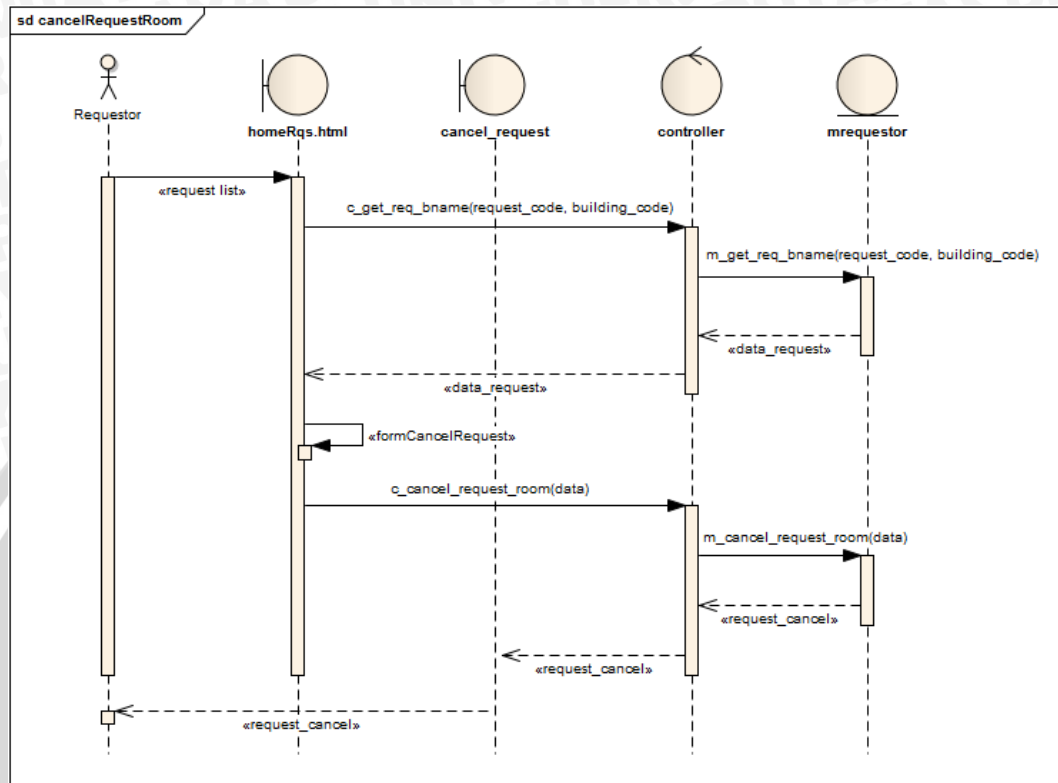 sd cancelRequestRoom
Requestor
homeRqs.html
cancel_request
controller
mrequestor
«request list»
c_get_req_bname(request_code, building_code)
m_get_req_bname(request_code, building_code)
«data_request»
«data_request»
«formCancelRequest»
c_cancel_request_room(data)
m_cancel_request_room(data)
«request_cancel»
«request_cancel»
«request_cancel»